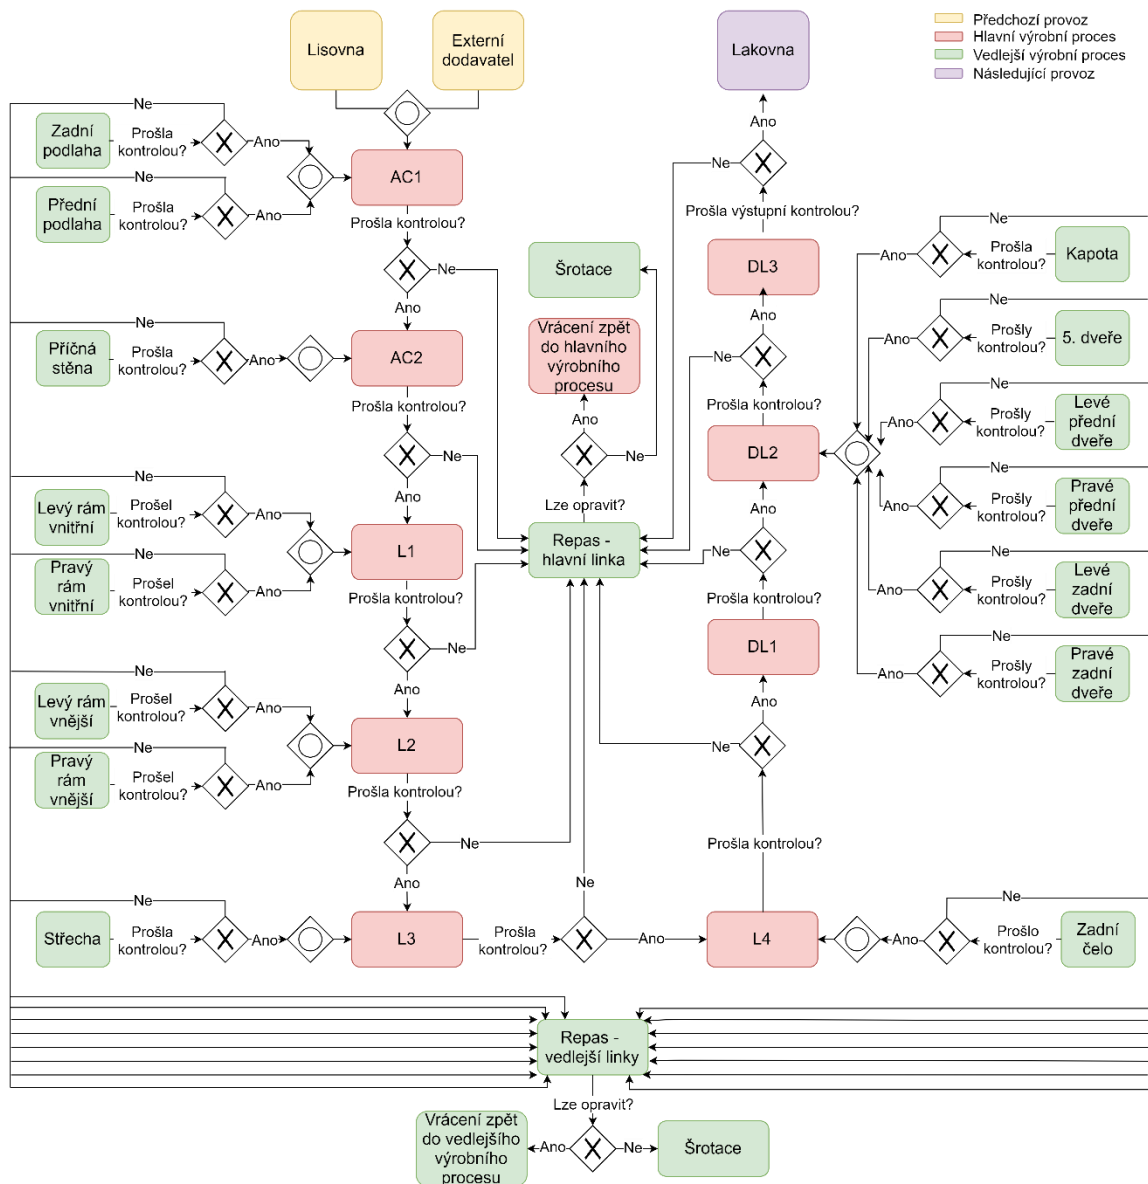 Předchozí provoz
Hlavní výrobní proces
Vedlejší výrobní proces
Následující provoz
Lisovna
Externí
dodavatel
Lakovna
Ne
Zadní
podlaha
Prošla
kontrolou?
Ano
Ne
Přední
podlaha
Prošla
kontrolou?
Ano
AC1
Prošla kontrolou?
Ne
Ano
Ne
Příčná
stěna
Prošla
kontrolou?
Ano
AC2
Prošla kontrolou?
Ne
Ano
Ne
Levý rám
vnitřní
Prošel
kontrolou?
Ano
Ne
Pravý
rám
vnitřní
Prošel
kontrolou?
Ano
L1
Prošla kontrolou?
Ne
Ano
Ne
Levý rám
vnější
Prošel
kontrolou?
Ano
Ne
Pravý
rám
vnější
Prošel
kontrolou?
Ano
L2
Prošla kontrolou?
Ne
Ano
Ne
Střecha
Prošla
kontrolou?
Ano
L3
Prošla
kontrolou?
Ne
Ano
L4
Ano
Prošlo
kontrolou?
Ne
Zadní
čelo
Prošla kontrolou?
Ne
Ano
DL1
Prošla kontrolou?
Ne
Ano
DL2
Prošla kontrolou?
Ne
Ano
DL3
Prošla výstupní kontrolou?
Ne
Ano
Šrotace
Vrácení zpět
do hlavního
výrobního
procesu
Ano
Ne
Lze opravit?
Repas -
hlavní linka
Ne
Ano
Prošla
kontrolou?
Kapota
Ne
Ano
Prošly
kontrolou?
5. dveře
Ne
Ano
Prošly
kontrolou?
Levé
přední
dveře
Ne
Ano
Prošly
kontrolou?
Pravé
přední
dveře
Ne
Ano
Prošly
kontrolou?
Levé
zadní
dveře
Ne
Ano
Prošly
kontrolou?
Pravé
zadní
dveře
Repas -
vedlejší linky
Lze opravit?
Vrácení zpět
do vedlejšího
výrobního
procesu
Ano
Ne
Šrotace